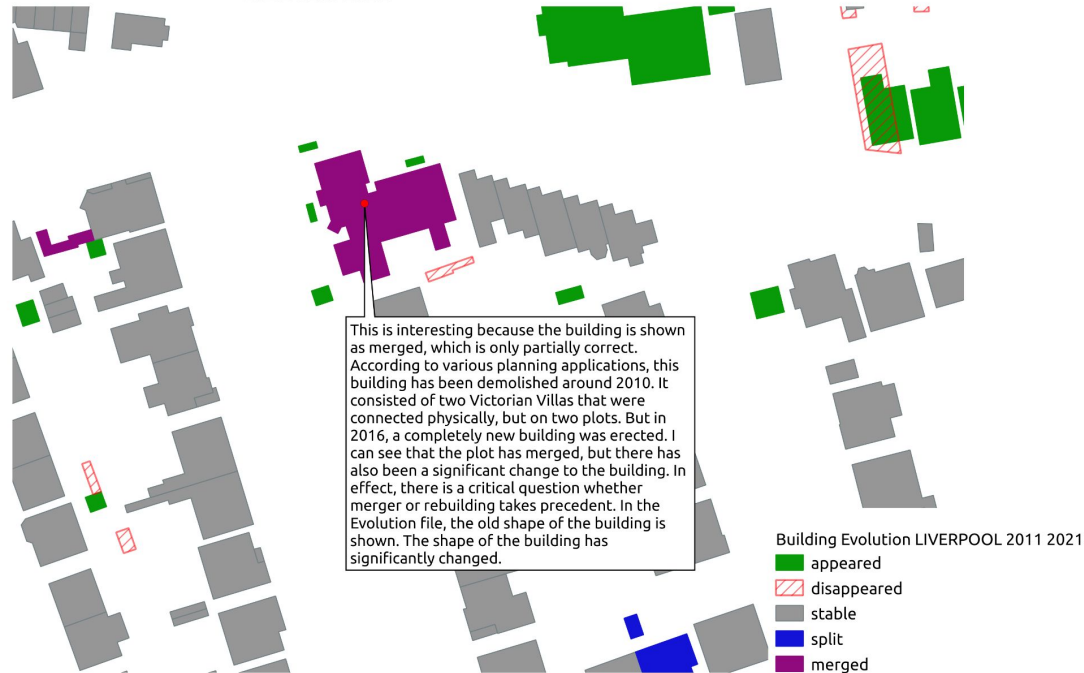 This is interesting because the building is shown
as merged, which is only partially correct.
According to various planning applications, this
building has been demolished around 2010. It
consisted of two Victorian Villas that were
connected physically, but on two plots. But in
2016, a completely new building was erected. I
can see that the plot has merged, but there has
also been a significant change to the building. In
effect, there is a critical question whether
merger or rebuilding takes precedent. In the
Evolution file, the old shape of the building is
shown. The shape of the building has
significantly changed.
Building Evolution LIVERPOOL 2011 2021
appeared
disappeared
stable
split
merged